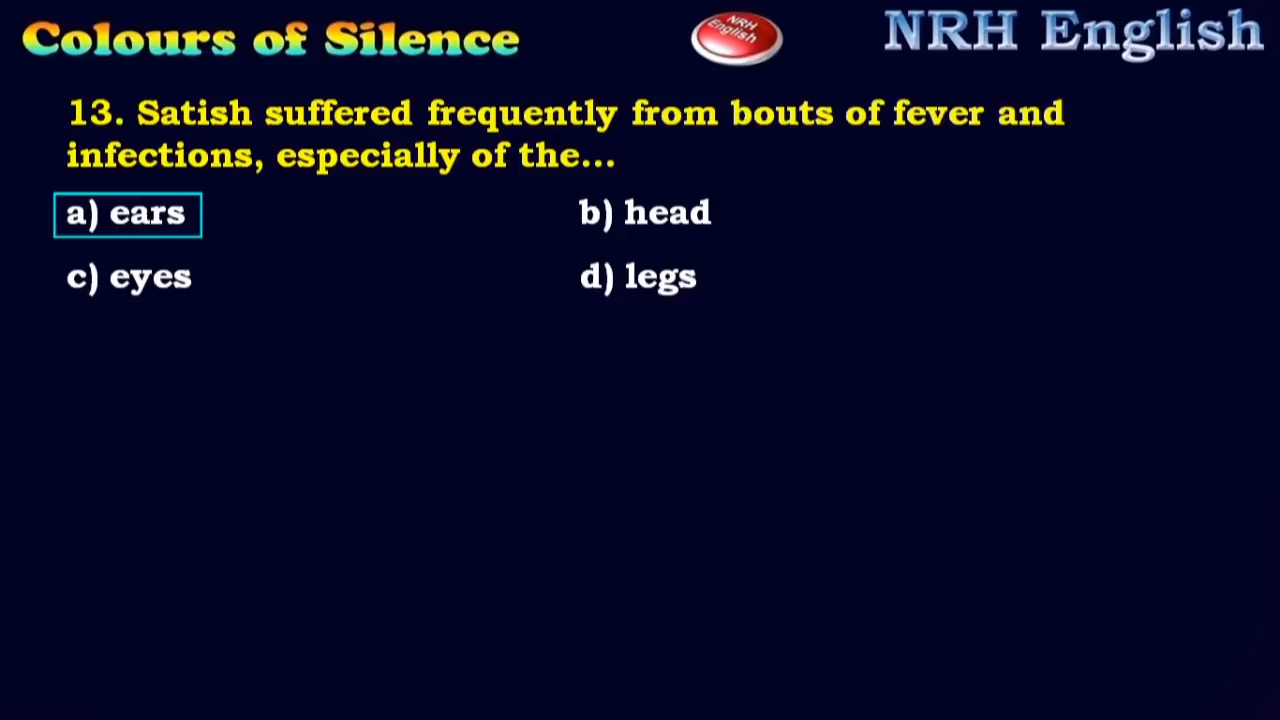 Colours of Silence
NRH
English
NRH English
13. Satish suffered frequently from bouts of fever and
infections, especially of the...
a) ears
b) head
c) eyes
d) legs